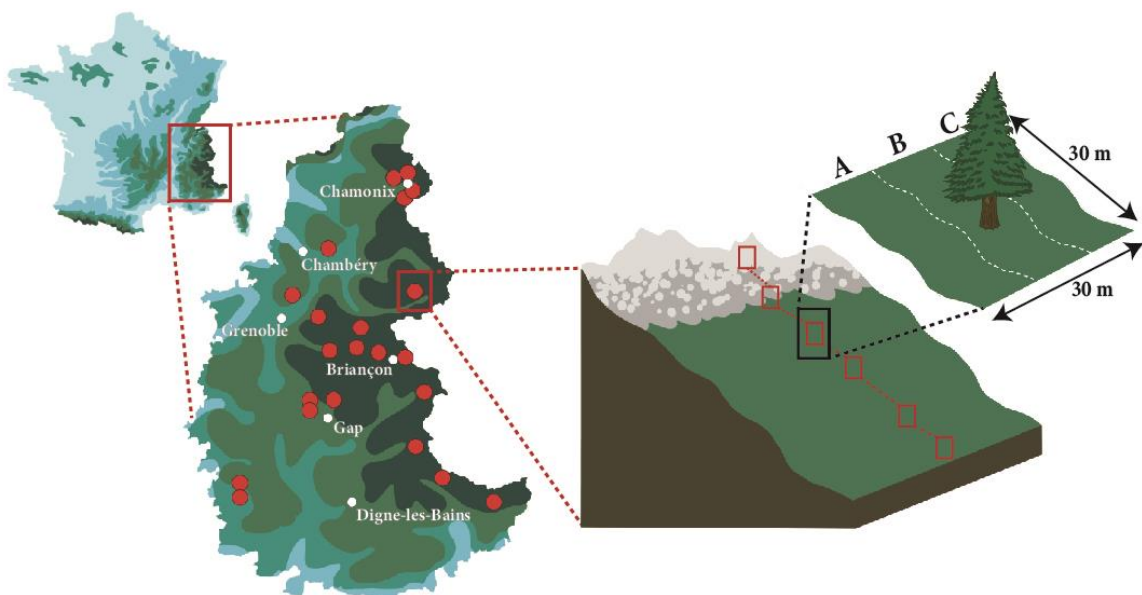 Chamonix
Chambéry
Grenoble
Briançon
Gap
Digne-les-Bains
A
B
C
30 m
30 m